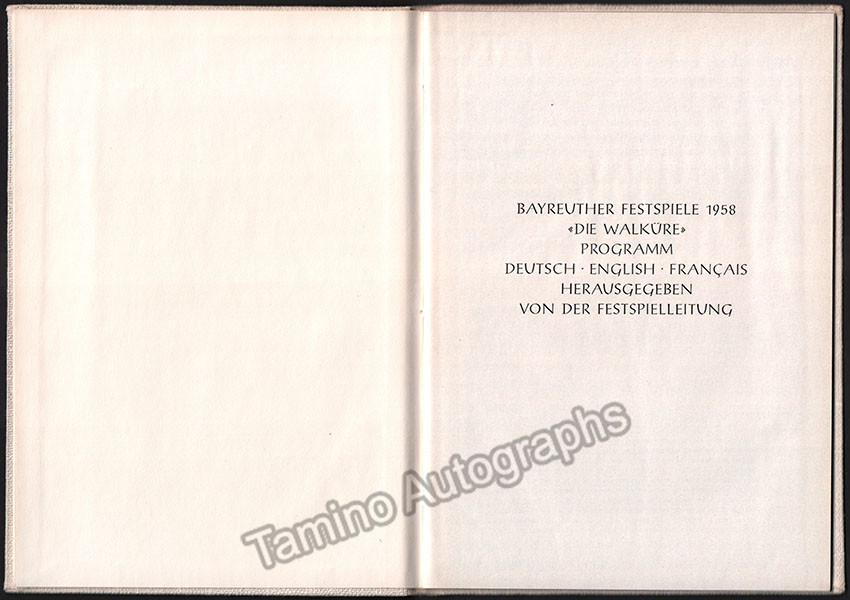 BAYREUTHER FESTSPIELE 1958
«DIE WALKÜRE»
PROGRAMM
DEUTSCH · ENGLISH · FRANÇAIS
HERAUSGEGEBEN
VON DER FESTSPIELLEITUNG
Tamino Autographs